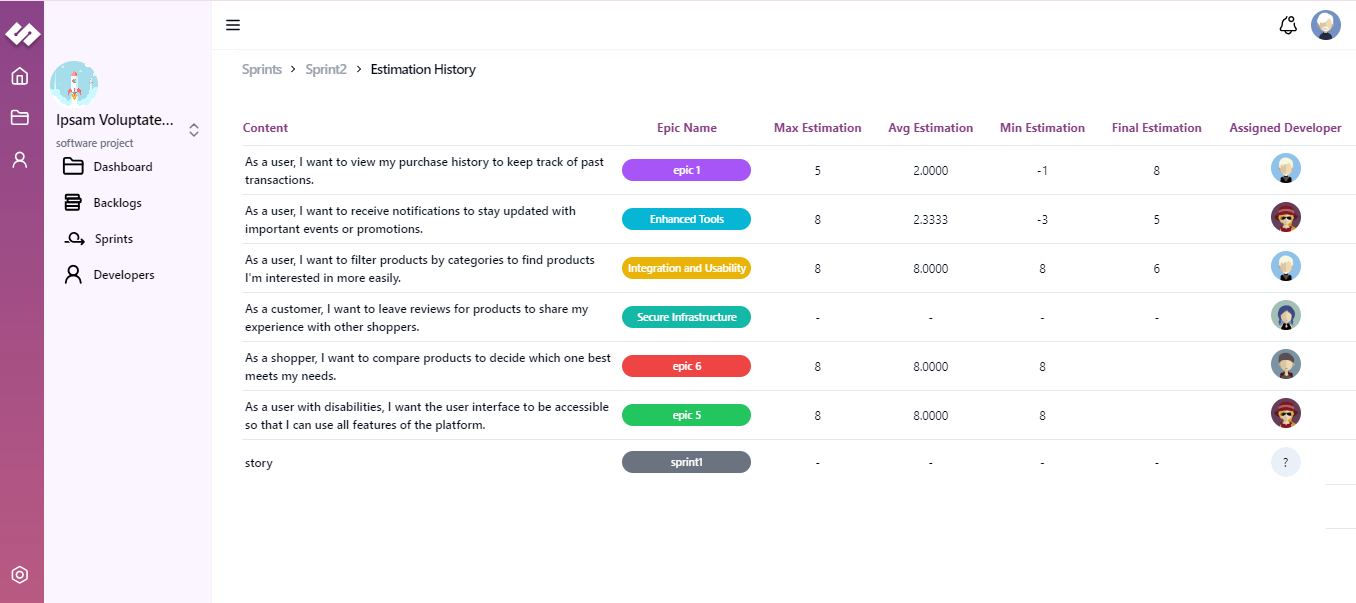 Sprints > Sprint2 > Estimation History
Ipsam Voluptate...
software project
Dashboard
Backlogs
Sprints
Developers
Content Epic Name Max Estimation Avg Estimation Min Estimation Final Estimation Assigned Developer
As a user, I want to view my purchase history to keep track of past
transactions.
epic 1 5 2.0000 -1 8
As a user, I want to receive notifications to stay updated with
important events or promotions.
Enhanced Tools 8 2.3333 -3 5
As a user, I want to filter products by categories to find products
I'm interested in more easily.
Integration and Usability 8 8.0000 8 6
As a customer, I want to leave reviews for products to share my
experience with other shoppers.
Secure Infrastructure - - - -
As a shopper, I want to compare products to decide which one best
meets my needs.
epic 6 8 8.0000 8
As a user with disabilities, I want the user interface to be accessible
so that I can use all features of the platform.
epic 5 8 8.0000 8
story sprint1 - - - - ?